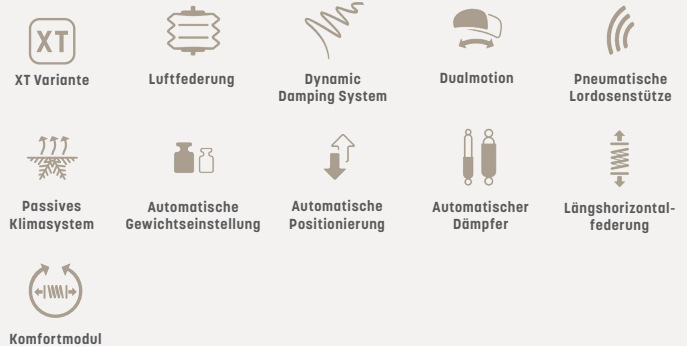 XT
XT Variante
Luftfederung
Dynamic
Damping System
Dualmotion
Pneumatische
Lordosenstütze
Passives
Klimasystem
Automatische
Gewichtseinstellung
Automatische
Positionierung
Automatischer
Dämpfer
Längshorizontal-
federung
Komfortmodul